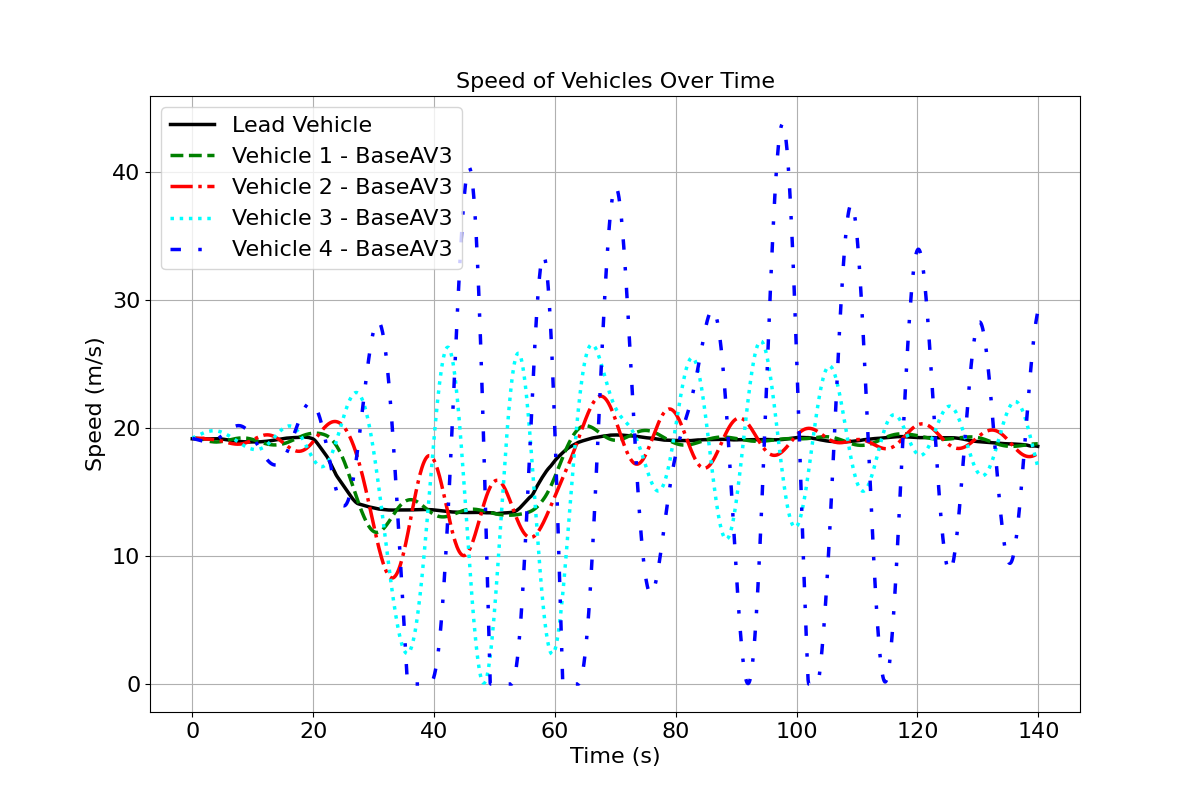 Speed of Vehicles Over Time
Lead Vehicle
Vehicle 1 - BaseAV3
Vehicle 2 - BaseAV3
Vehicle 3 - BaseAV3
Vehicle 4 - BaseAV3
Speed (m/s)
40
30
20
10
0
0 20 40 60 80 100 120 140
Time (s)